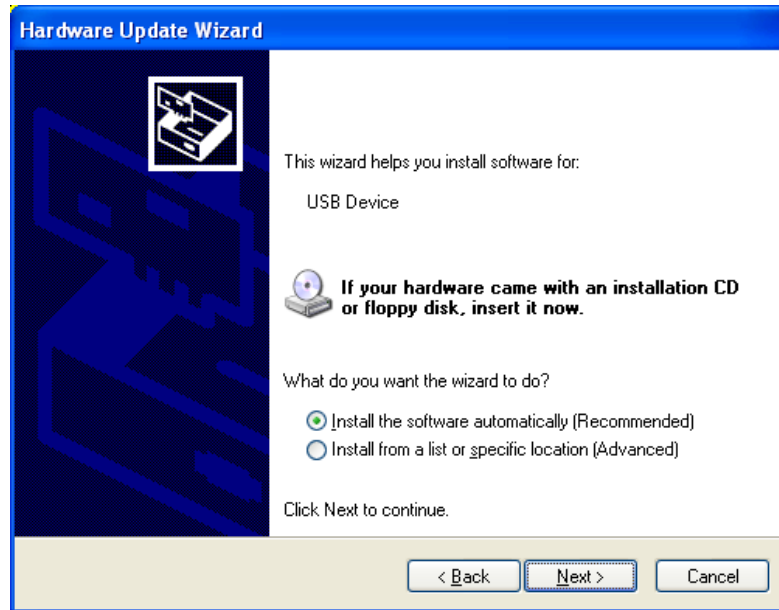 Hardware Update Wizard
This wizard helps you install software for:
USB Device
If your hardware came with an installation CD
or floppy disk, insert it now.
What do you want the wizard to do?
Install the software automatically (Recommended)
Install from a list or specific location (Advanced)
Click Next to continue.
< Back Next > Cancel